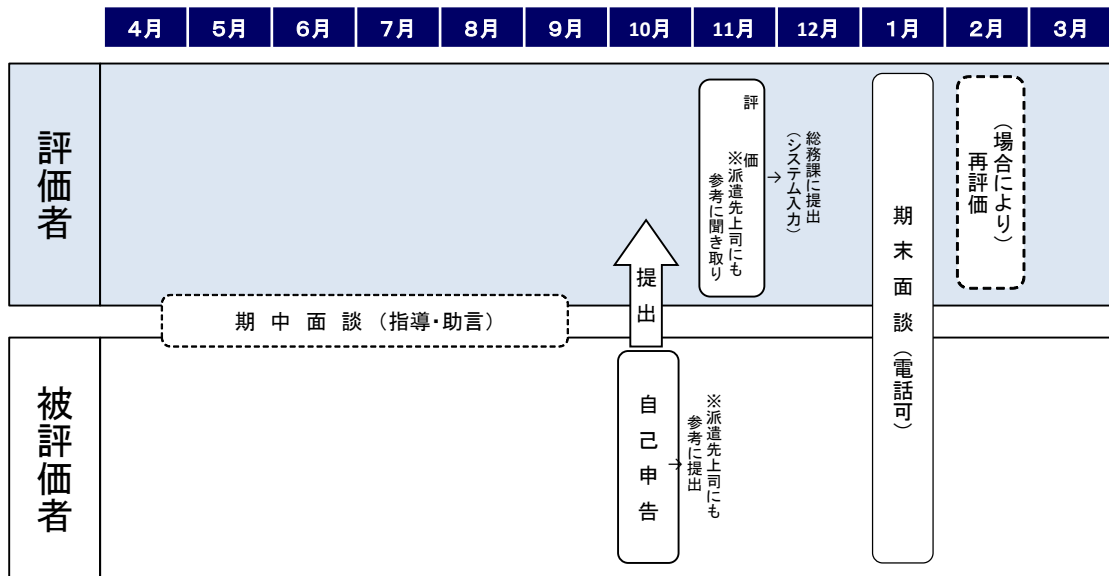 4月 5月 6月 7月 8月 9月 10月 11月 12月 1月 2月 3月
評価者
評価
※派遣先上司にも
参考に聞き取り
→
総務課に提出
(システム入力)
期末面談(電話可)
(場合により)
再評価
提出
期中面談(指導・助言)
被評価者
自己申告
→
※派遣先上司にも
参考に提出